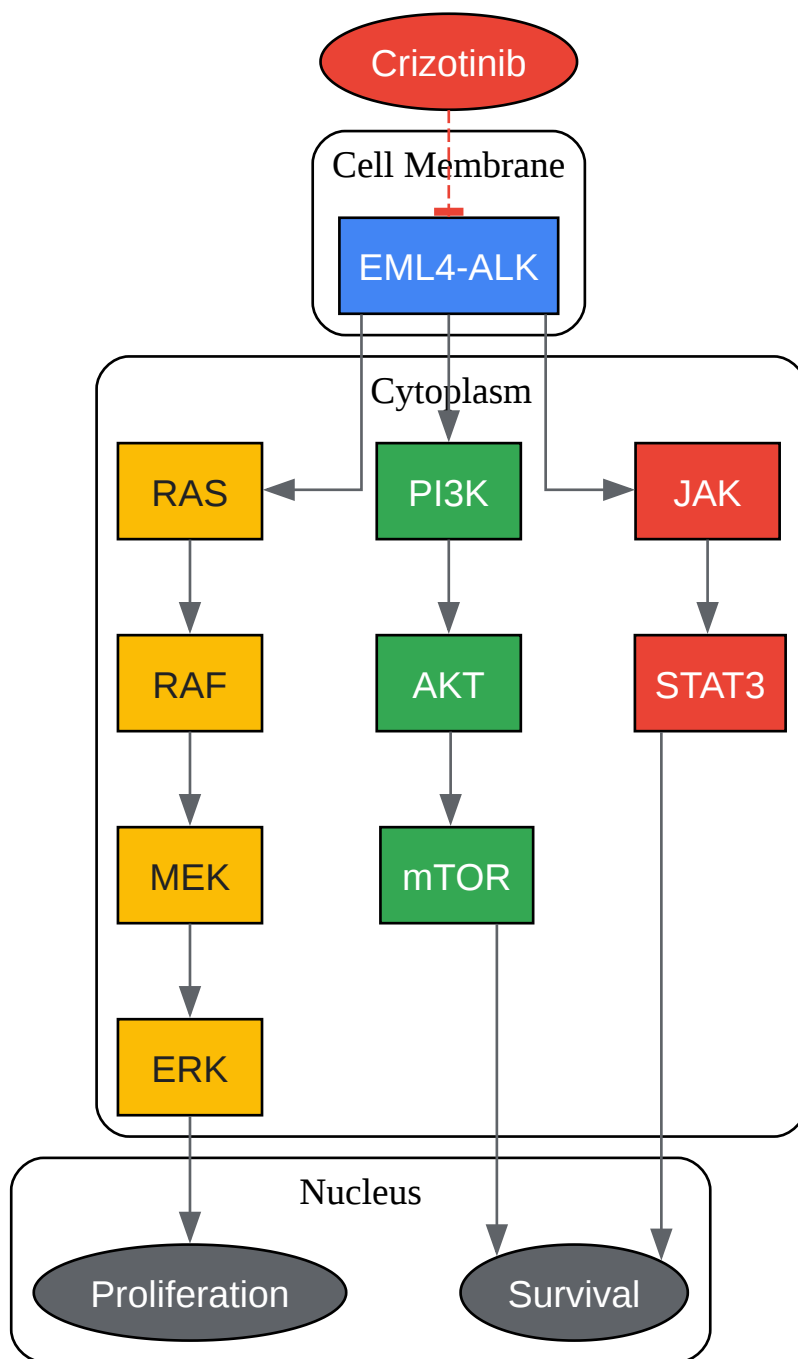 Crizotinib
Cell Membrane
EML4-ALK
Cytoplasm
RAS
PI3K
JAK
RAF
AKT
STAT3
MEK
mTOR
ERK
Nucleus
Proliferation
Survival